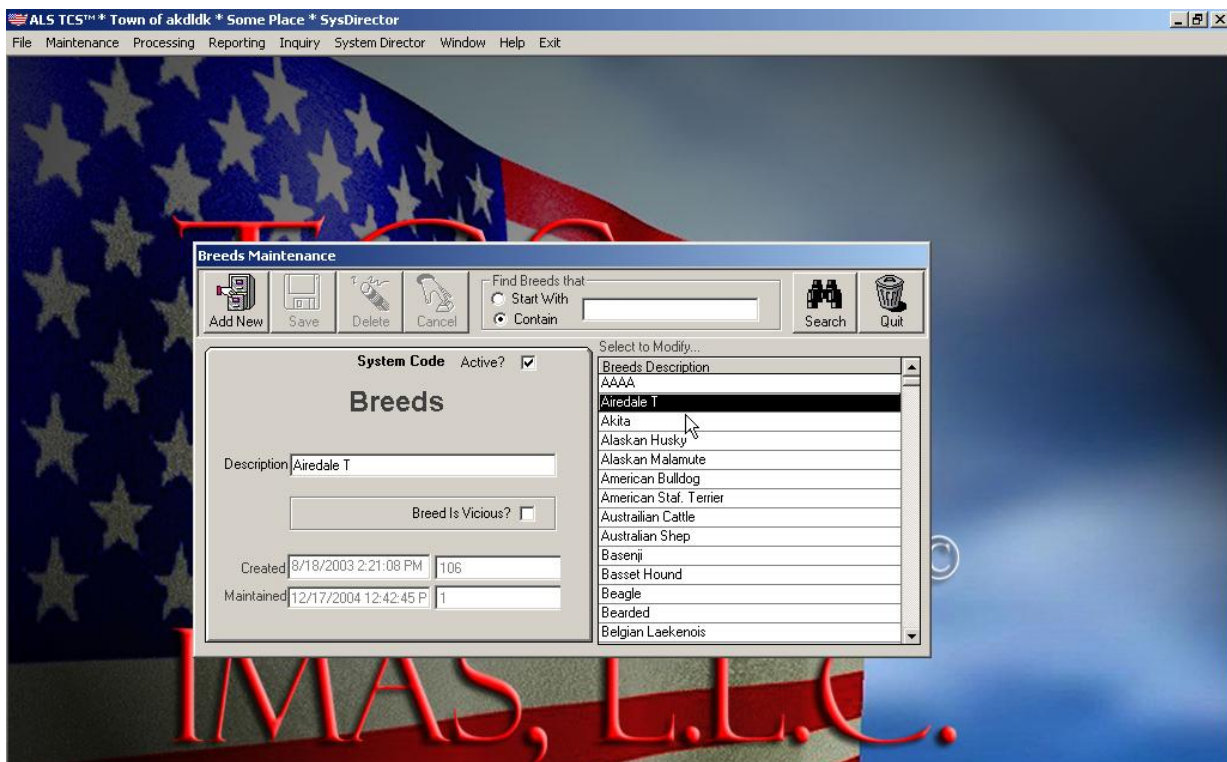 ALS TCS™ * Town of akdldk * Some Place * SysDirector
File Maintenance Processing Reporting Inquiry System Director Window Help Exit
TCS
Breeds Maintenance
Add New Save Delete Cancel
Find Breeds that
Start With
Contain
Search Quit
System Code Active?
Breeds
Description Airedale T
Breed Is Vicious?
Created 8/18/2003 2:21:08 PM 106
Maintained 12/17/2004 12:42:45 P 1
Select to Modify...
Breeds Description
AAAA
Airedale T
Akita
Alaskan Husky
Alaskan Malamute
American Bulldog
American Staf. Terrier
Austrailian Cattle
Australian Shep
Basenji
Basset Hound
Beagle
Bearded
Belgian Laekenois
©
IMAS, L.L.C.